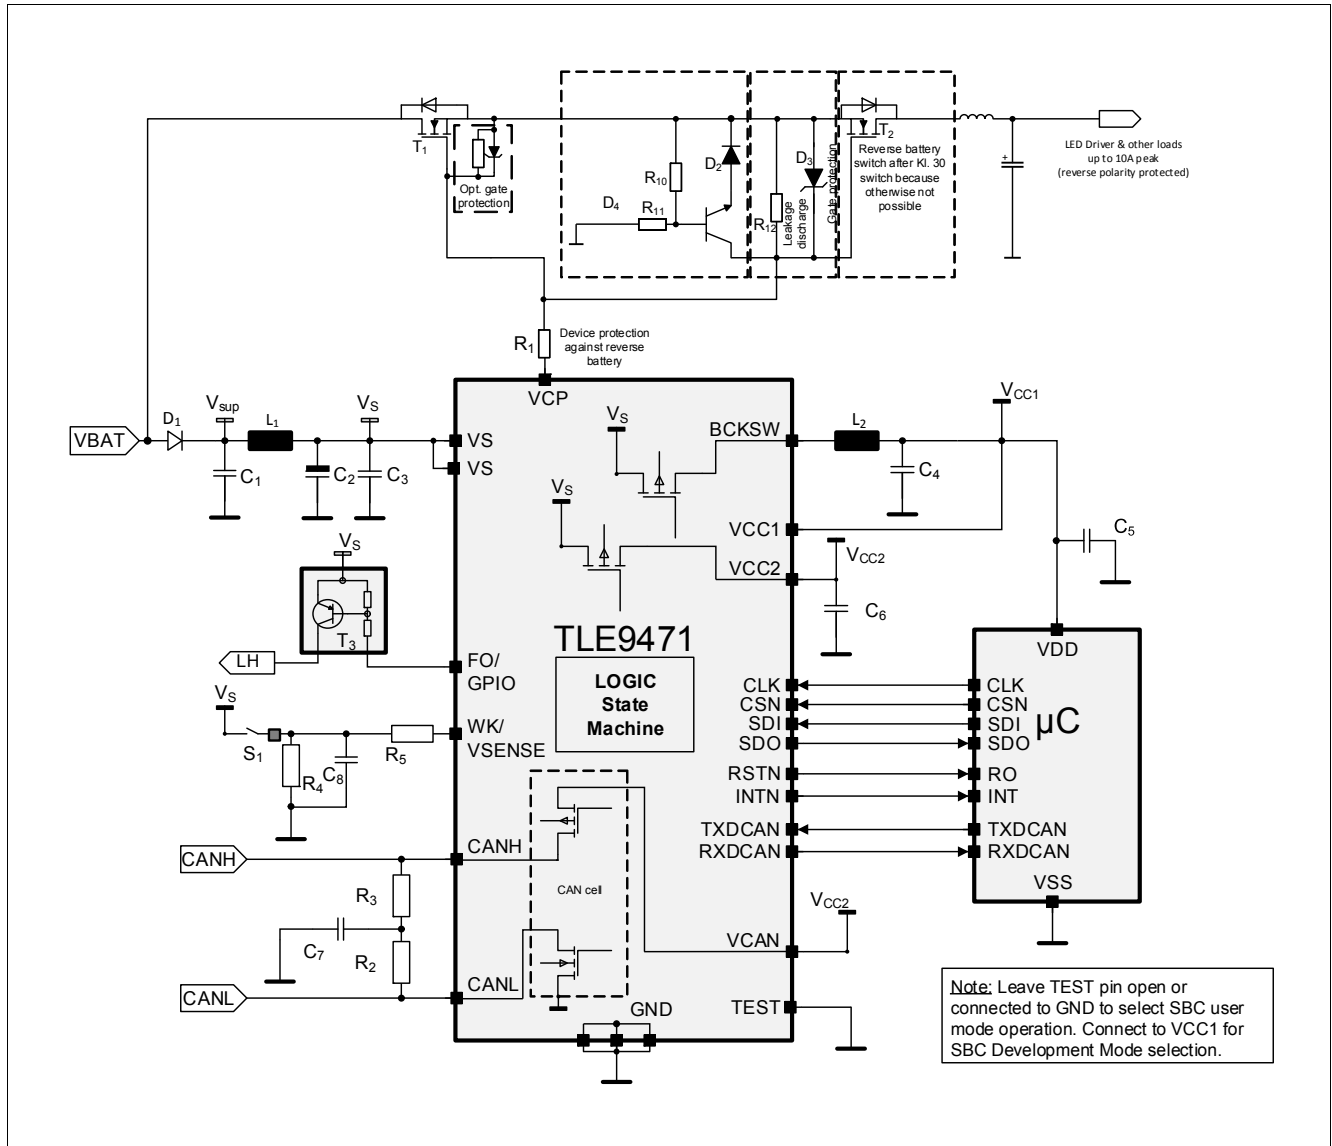 T1
Opt. gate
protection
D4
R10
R11
D2
R12
Leakage
discharge
D3
Gate protection
T2
Reverse battery
switch after Kl. 30
switch because
otherwise not
possible
+
LED Driver & other loads
up to 10A peak
(reverse polarity protected)
R1
Device protection
against reverse
battery
VCP
VBAT
D1
Vsup
L1
VS
C1
C2
C3
VS
VS
VS
VS
BCKSW
L2
VCC1
C4
VCC1
VCC2
VCC2
C5
C6
VS
T3
LH
FO/
GPIO
TLE9471
LOGIC
State
Machine
VS
S1
R4
C8
R5
WK/
VSENSE
CLK
CSN
SDI
SDO
RSTN
INTN
TXDCAN
RXDCAN
VDD
CLK
CSN
SDI
SDO
RO
INT
TXDCAN
RXDCAN
VSS
µC
CANH
R3
C7
R2
CANL
CANH
CANL
CAN cell
VCAN
VCC2
TEST
GND
Note: Leave TEST pin open or
connected to GND to select SBC user
mode operation. Connect to VCC1 for
SBC Development Mode selection.